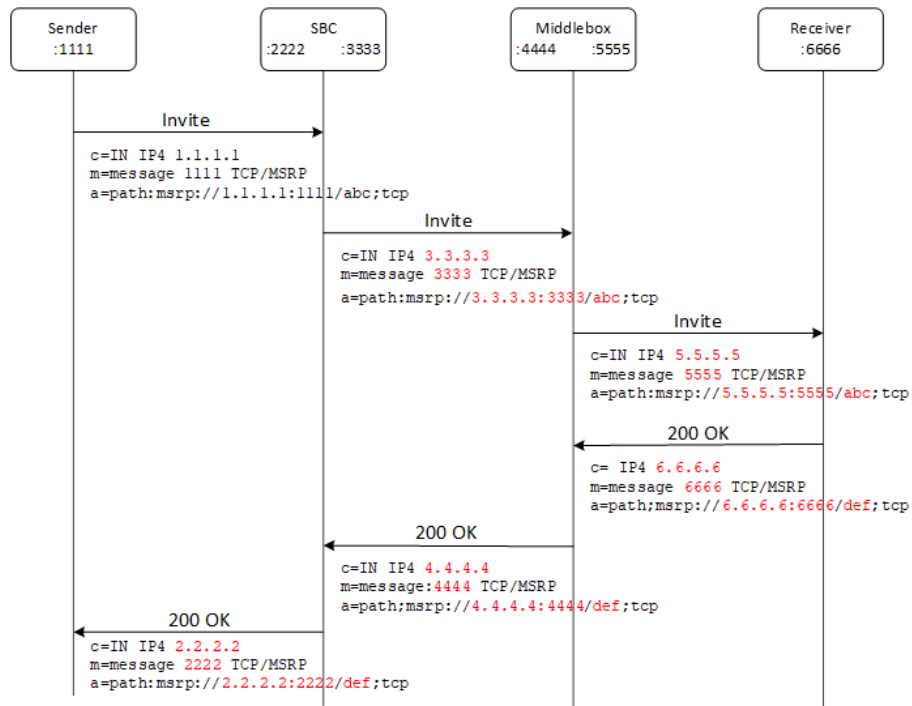 Sender
:1111
SBC
:2222 :3333
Middlebox
:4444 :5555
Receiver
:6666
Invite
c=IN IP4 1.1.1.1
m=message 1111 TCP/MSRP
a=path:msrp://1.1.1.1:1111/abc;tcp
Invite
c=IN IP4 3.3.3.3
m=message 3333 TCP/MSRP
a=path:msrp://3.3.3.3:3333/abc;tcp
Invite
c=IN IP4 5.5.5.5
m=message 5555 TCP/MSRP
a=path:msrp://5.5.5.5:5555/abc;tcp
200 OK
c= IP4 6.6.6.6
m=message 6666 TCP/MSRP
a=path;msrp://6.6.6.6:6666/def;tcp
200 OK
c=IN IP4 4.4.4.4
m=message:4444 TCP/MSRP
a=path;msrp://4.4.4.4:4444/def;tcp
200 OK
c=IN IP4 2.2.2.2
m=message 2222 TCP/MSRP
a=path:msrp://2.2.2.2:2222/def;tcp